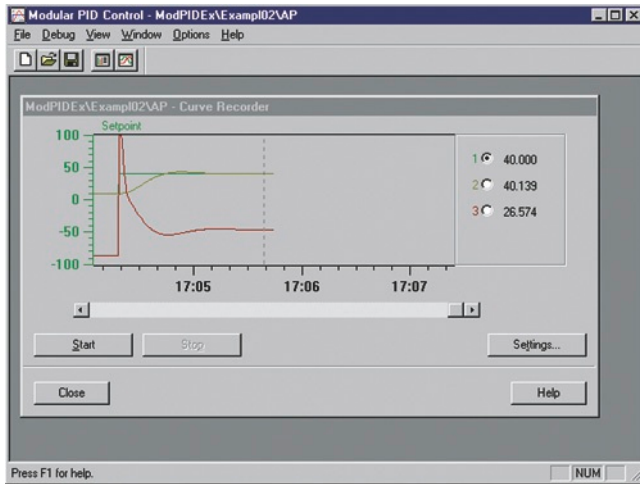 Modular PID Control - ModPIDEx\Exampl02\AP
File Debug View Window Options Help
ModPIDEx\Exampl02\AP - Curve Recorder
Setpoint
100
50
0
-50
-100
17:05 17:06 17:07
1 40.000
2 40.139
3 26.574
Start Stop Settings...
Close Help
Press F1 for help. NUM